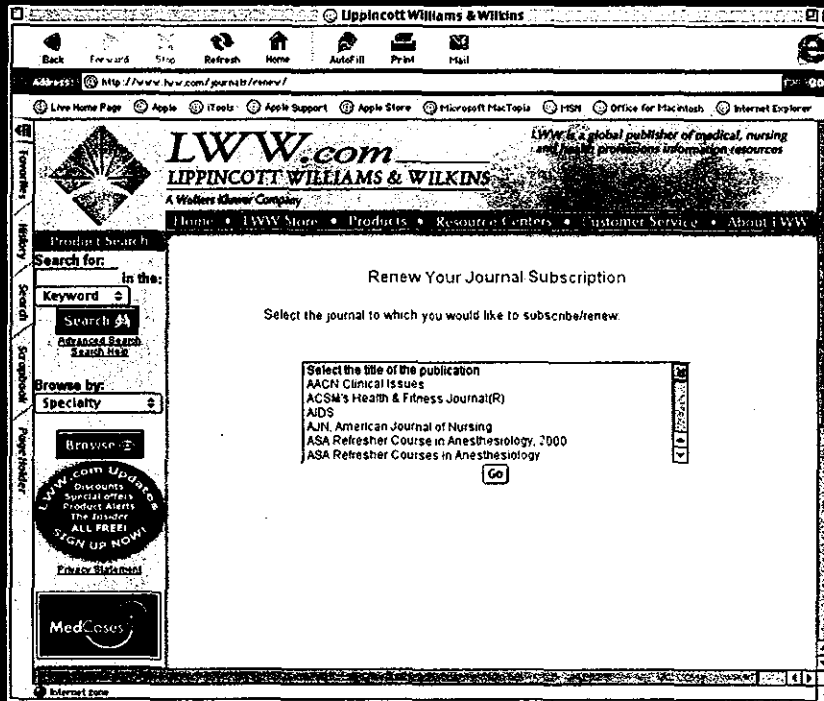 Lippincott Williams & Wilkins
Back Forward Stop Refresh Home AutoFill Print Mail
Address: http://www.lww.com/journals/renew/
Live Home Page Apple iTools Apple Support Apple Store Microsoft MacTopia MSN Office for Macintosh Internet Explorer
Favorites
History
Search
Scrapbook
Page Holder
LWW.com
LIPPINCOTT WILLIAMS & WILKINS
A Wolters Kluwer Company
LWW is a global publisher of medical, nursing
and health professions information resources
Home • LWW Store • Products • Resource Centers • Customer Service • About LWW
Product Search
Search for:
in the:
Keyword
Search
Advanced Search
Search Help
Browse by:
Specialty
Browse
LWW.com Updates
Discounts
Special offers
Product Alerts
The Insider
ALL FREE!
SIGN UP NOW!
Privacy Statement
MedCases
Renew Your Journal Subscription
Select the journal to which you would like to subscribe/renew.
Select the title of the publication
AACN Clinical Issues
ACSM's Health & Fitness Journal(R)
AIDS
AJN, American Journal of Nursing
ASA Refresher Course in Anesthesiology, 2000
ASA Refresher Courses in Anesthesiology
Go
Internet zone